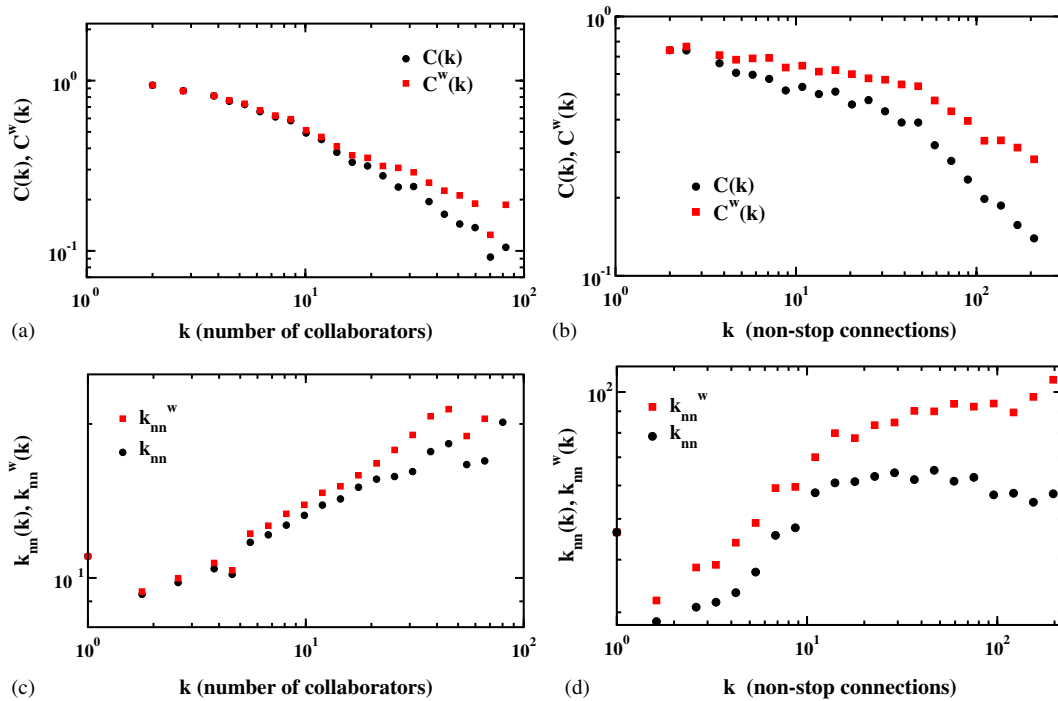 10^0
10^-1
C(k), C^w(k)
C(k)
C^w(k)
10^0
10^1
10^2
(a)
k (number of collaborators)
10^0
10^-1
C(k), C^w(k)
C(k)
C^w(k)
10^0
10^1
10^2
(b)
k (non-stop connections)
10^1
k_nn(k), k_nn^w(k)
k_nn^w
k_nn
10^0
10^1
10^2
(c)
k (number of collaborators)
10^2
k_nn(k), k_nn^w(k)
k_nn^w
k_nn
10^0
10^1
10^2
(d)
k (non-stop connections)